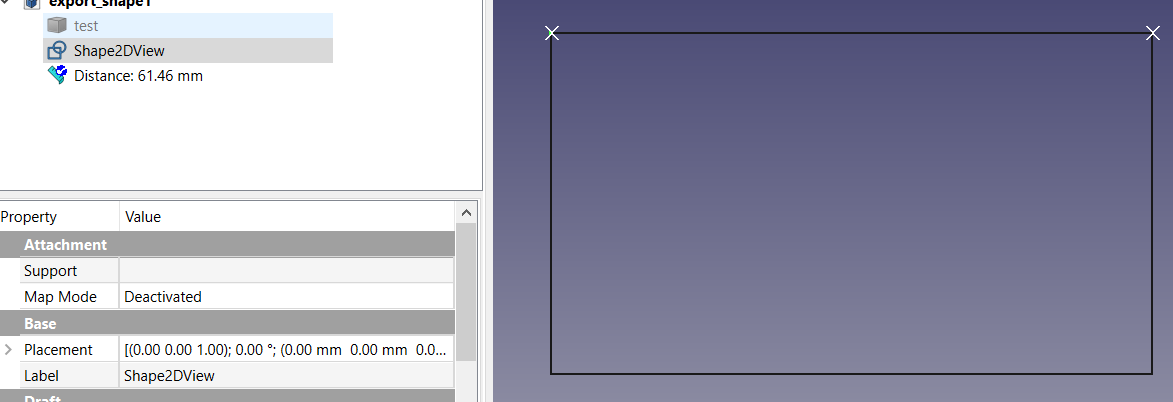 export_shape1
test
Shape2DView
Distance: 61.46 mm
Property Value
Attachment
Support
Map Mode Deactivated
Base
Placement [(0.00 0.00 1.00); 0.00 °; (0.00 mm 0.00 mm 0.0...
Label Shape2DView
Draft